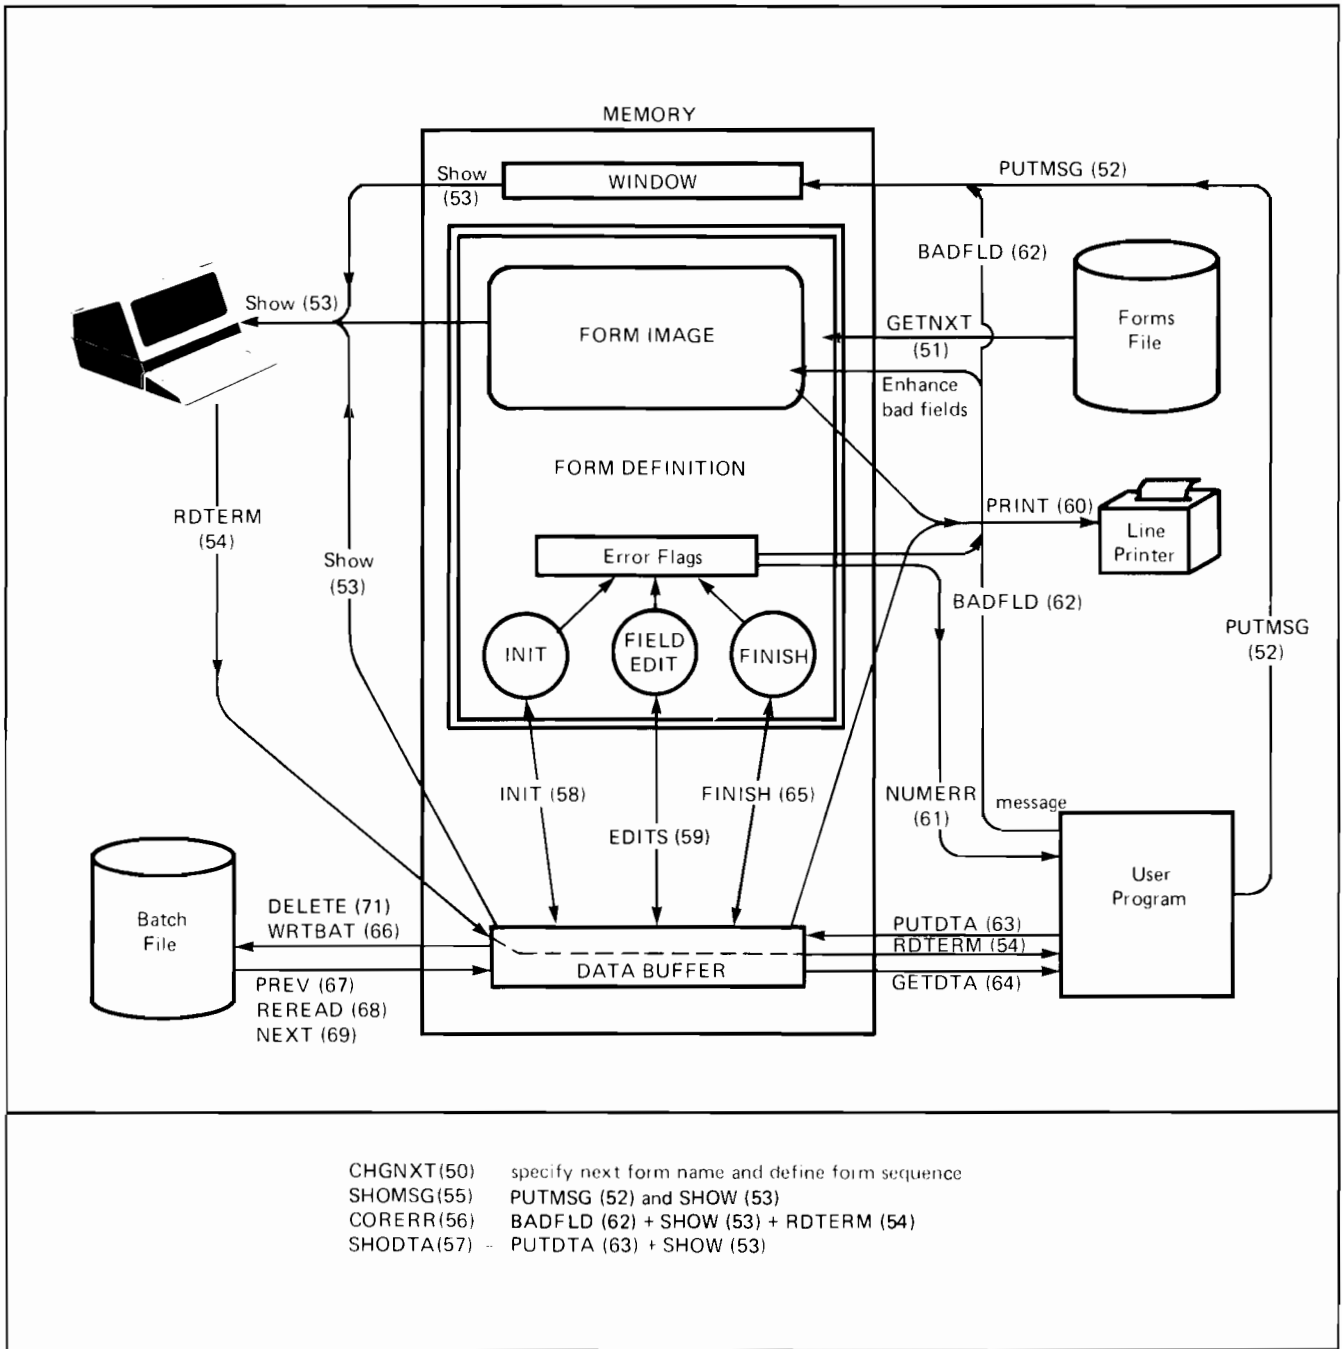 MEMORY
Show
(53)
WINDOW
PUTMSG (52)
BADFLD (62)
Show (53)
FORM IMAGE
GETNXT
(51)
Forms
File
Enhance
bad fields
FORM DEFINITION
RDTERM
(54)
PRINT (60)
Line
Printer
Show
(53)
Error Flags
BADFLD (62)
INIT
FIELD
EDIT
FINISH
PUTMSG
(52)
INIT (58)
FINISH (65)
EDITS (59)
NUMERR
(61)
message
User
Program
Batch
File
DELETE (71)
WRTBAT (66)
PREV (67)
REREAD (68)
NEXT (69)
DATA BUFFER
PUTDTA (63)
RDTERM (54)
GETDTA (64)
CHGNXT(50) specify next form name and define form sequence
SHOMSG(55) PUTMSG (52) and SHOW (53)
CORERR(56) BADFLD (62) + SHOW (53) + RDTERM (54)
SHODTA(57) - PUTDTA (63) + SHOW (53)